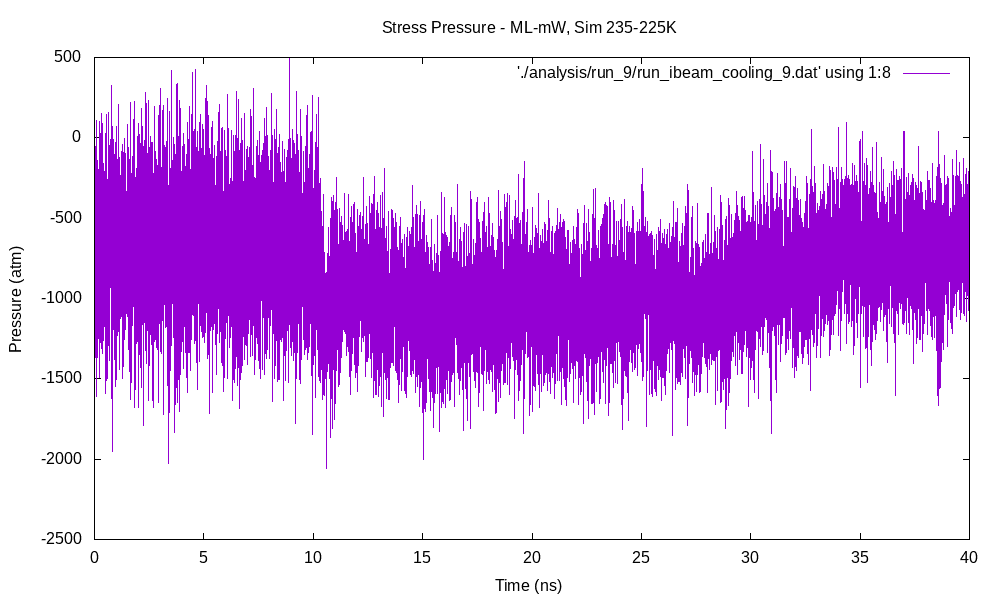 Stress Pressure - ML-mW, Sim 235-225K
'./analysis/run_9/run_ibeam_cooling_9.dat' using 1:8
500
0
-500
-1000
-1500
-2000
-2500
Pressure (atm)
0 5 10 15 20 25 30 35 40
Time (ns)